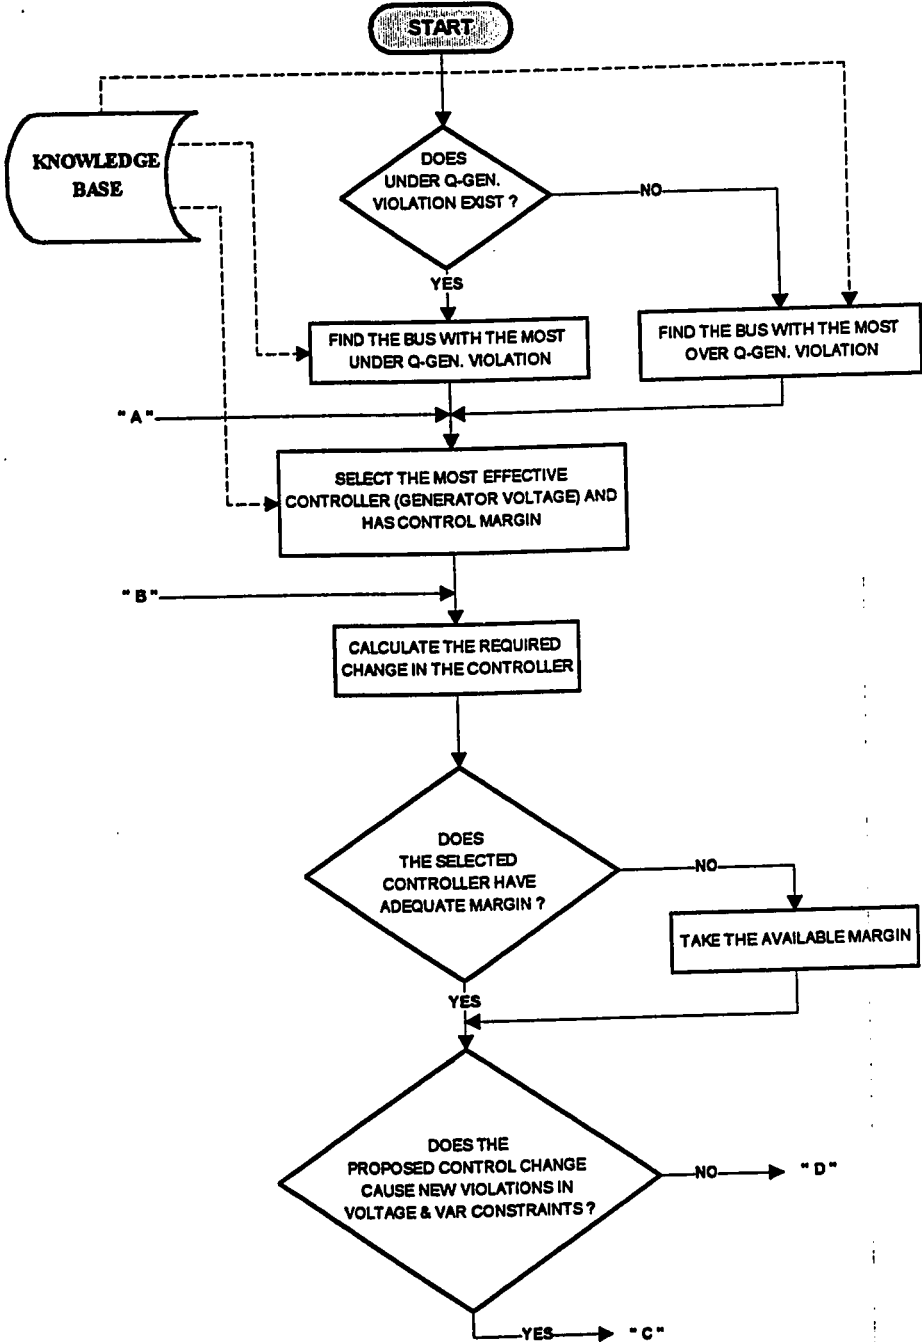 START
KNOWLEDGE
BASE
DOES
UNDER Q-GEN.
VIOLATION EXIST ?
NO
YES
FIND THE BUS WITH THE MOST
UNDER Q-GEN. VIOLATION
FIND THE BUS WITH THE MOST
OVER Q-GEN. VIOLATION
" A "
SELECT THE MOST EFFECTIVE
CONTROLLER (GENERATOR VOLTAGE) AND
HAS CONTROL MARGIN
" B "
CALCULATE THE REQUIRED
CHANGE IN THE CONTROLLER
DOES
THE SELECTED
CONTROLLER HAVE
ADEQUATE MARGIN ?
NO
TAKE THE AVAILABLE MARGIN
YES
DOES THE
PROPOSED CONTROL CHANGE
CAUSE NEW VIOLATIONS IN
VOLTAGE & VAR CONSTRAINTS ?
NO
" D "
YES
" C "